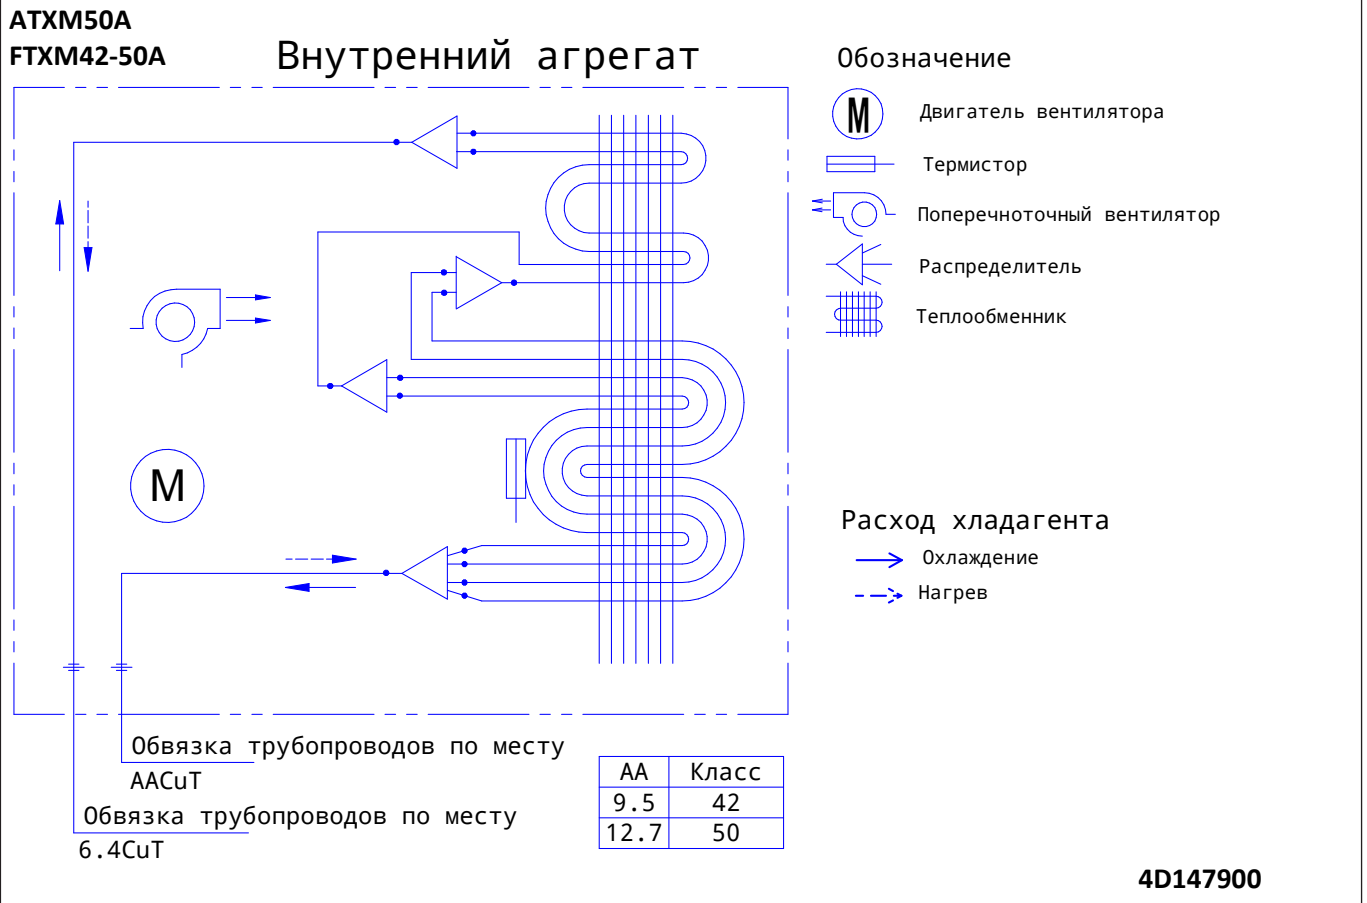 ATXM50A
FTXM42-50A
Внутренний агрегат
Обозначение
M
Двигатель вентилятора
Термистор
Поперечноточный вентилятор
Распределитель
Теплообменник
M
Расход хладагента
Охлаждение
Нагрев
Обвязка трубопроводов по месту
AACuT
Обвязка трубопроводов по месту
6.4CuT
AA Класс
9.5 42
12.7 50
4D147900